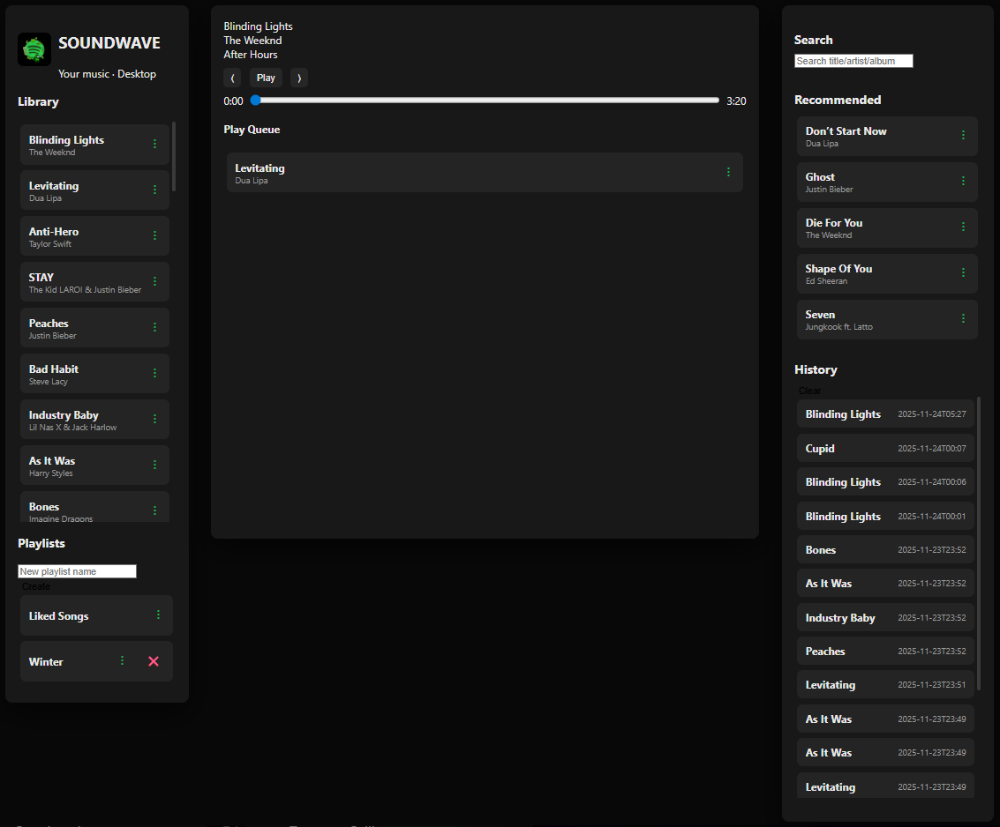 SOUNDWAVE
Your music · Desktop
Library
Blinding Lights
The Weeknd
Levitating
Dua Lipa
Anti-Hero
Taylor Swift
STAY
The Kid LAROI & Justin Bieber
Peaches
Justin Bieber
Bad Habit
Steve Lacy
Industry Baby
Lil Nas X & Jack Harlow
As It Was
Harry Styles
Bones
Imagine Dragons
Playlists
New playlist name
Create
Liked Songs
Winter
Blinding Lights
The Weeknd
After Hours
⟨ Play ⟩
0:00 3:20
Play Queue
Levitating
Dua Lipa
Search
Search title/artist/album
Recommended
Don’t Start Now
Dua Lipa
Ghost
Justin Bieber
Die For You
The Weeknd
Shape Of You
Ed Sheeran
Seven
Jungkook ft. Latto
History
Clear
Blinding Lights 2025-11-24T05:27
Cupid 2025-11-24T00:07
Blinding Lights 2025-11-24T00:06
Blinding Lights 2025-11-24T00:01
Bones 2025-11-23T23:52
As It Was 2025-11-23T23:52
Industry Baby 2025-11-23T23:52
Peaches 2025-11-23T23:52
Levitating 2025-11-23T23:51
As It Was 2025-11-23T23:49
As It Was 2025-11-23T23:49
Levitating 2025-11-23T23:49